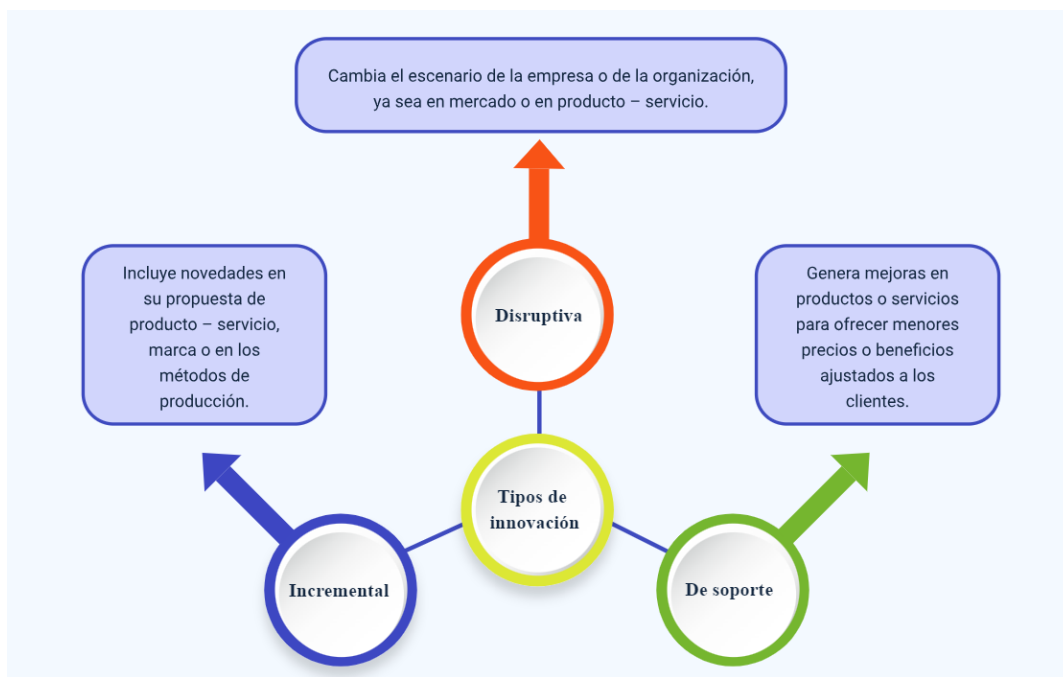 Cambia el escenario de la empresa o de la organización,
ya sea en mercado o en producto – servicio.
Incluye novedades en
su propuesta de
producto – servicio,
marca o en los
métodos de
producción.
Genera mejoras en
productos o servicios
para ofrecer menores
precios o beneficios
ajustados a los
clientes.
Disruptiva
Tipos de
innovación
Incremental
De soporte